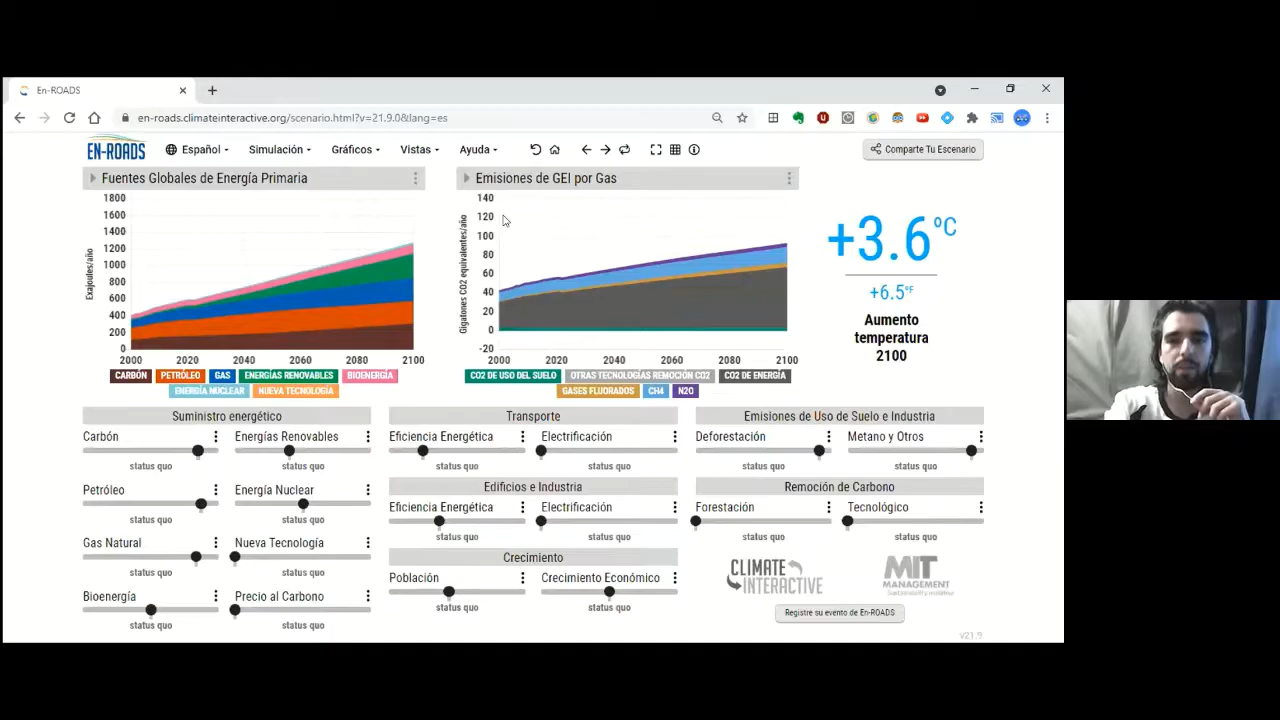 En-ROADS
en-roads.climateinteractive.org/scenario.html?v=21.9.0&lang=es
EN-ROADS
Español
Simulación
Gráficos
Vistas
Ayuda
Comparte Tu Escenario
Fuentes Globales de Energía Primaria
Emisiones de GEI por Gas
Exajoules/año
1800
1600
1400
1200
1000
800
600
400
200
0
2000 2020 2040 2060 2080 2100
CARBÓN PETRÓLEO GAS ENERGÍAS RENOVABLES BIOENERGÍA
ENERGÍA NUCLEAR NUEVA TECNOLOGÍA
Gigatones CO2 equivalentes/año
140
120
100
80
60
40
20
0
-20
2000 2020 2040 2060 2080 2100
CO2 DE USO DEL SUELO OTRAS TECNOLOGÍAS REMOCIÓN CO2 CO2 DE ENERGÍA
GASES FLUORADOS CH4 N2O
+3.6 °C
+6.5 °F
Aumento
temperatura
2100
Suministro energético
Carbón
status quo
Energías Renovables
status quo
Petróleo
status quo
Energía Nuclear
status quo
Gas Natural
status quo
Nueva Tecnología
status quo
Bioenergía
status quo
Precio al Carbono
status quo
Transporte
Eficiencia Energética
status quo
Electrificación
status quo
Edificios e Industria
Eficiencia Energética
status quo
Electrificación
status quo
Crecimiento
Población
status quo
Crecimiento Económico
status quo
Emisiones de Uso de Suelo e Industria
Deforestación
status quo
Metano y Otros
status quo
Remoción de Carbono
Forestación
status quo
Tecnológico
status quo
CLIMATE
INTERACTIVE
MIT
MANAGEMENT
Registre su evento de En-ROADS
v21.9